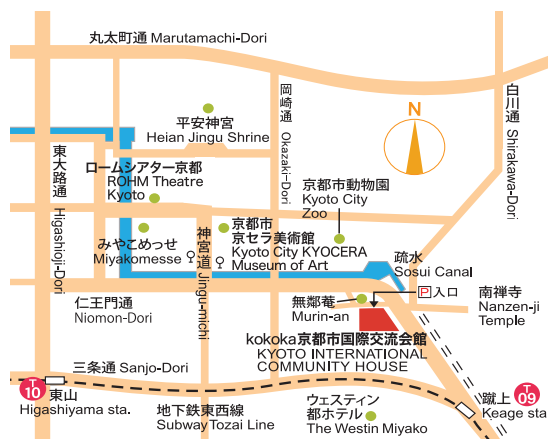 丸太町通 Marutamachi-Dori
N
白川通 Shirakawa-Dori
岡崎通 Okazaki-Dori
平安神宮
Heian Jingu Shrine
東大路通 Higashioji-Dori
ロームシアター京都
ROHM Theatre
Kyoto
京都市動物園
Kyoto City
Zoo
みやこめっせ
Miyakomesse
神宮道 Jingu-michi
京都市
京セラ美術館
Kyoto City KYOCERA
Museum of Art
疏水
Sosui Canal
P入口
南禅寺
Nanzen-ji
Temple
仁王門通
Niomon-Dori
無鄰菴
Murin-an
kokoka京都市国際交流会館
KYOTO INTERNATIONAL
COMMUNITY HOUSE
三条通 Sanjo-Dori
T
10
東山
Higashiyama sta.
地下鉄東西線
Subway Tozai Line
ウェスティン
都ホテル
The Westin Miyako
T
09
蹴上
Keage sta